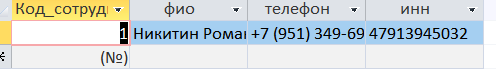 Код_сотруд фио телефон инн
1 Никитин Рома +7 (951) 349-69 47913945032
(№)